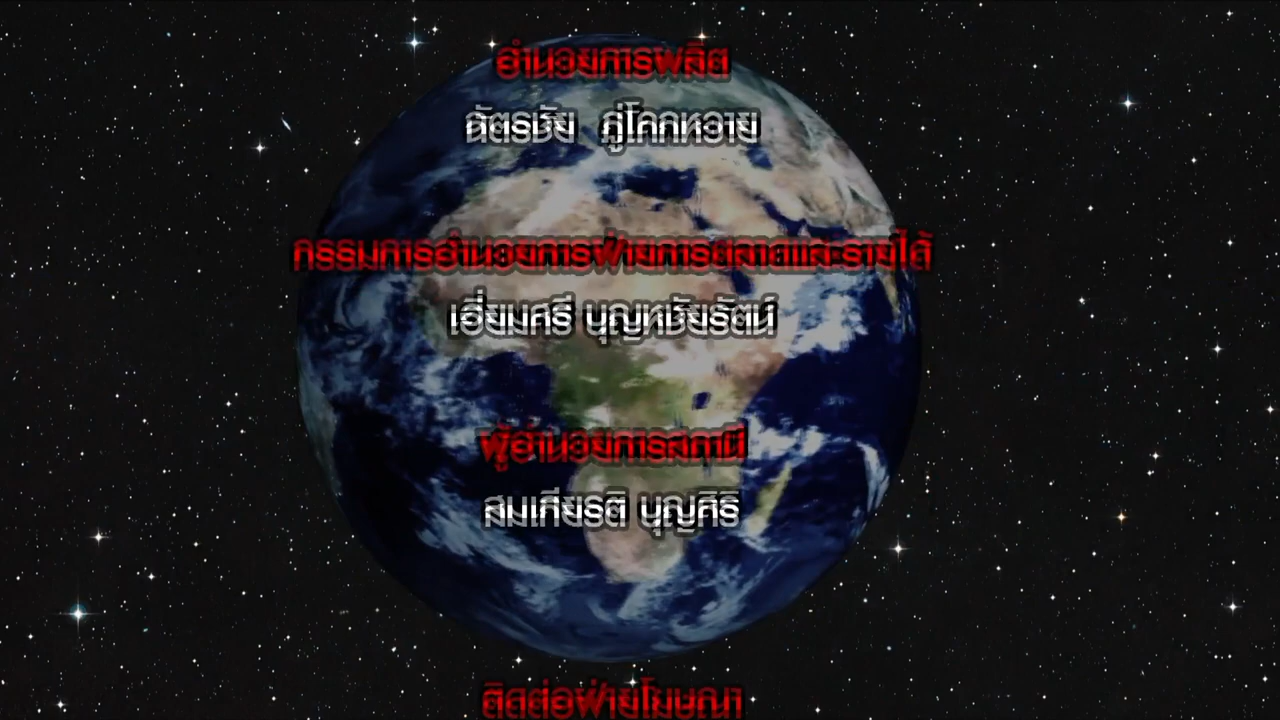 อำนวยการผลิต
ฉัตรชัย ภู่โคกหวาย
กรรมการอำนวยการฝ่ายการตลาดและรายได้
เอี่ยมศรี บุญหชัยรัตน์
ผู้อำนวยการสถานี
สมเกียรติ บุญศิริ
ติดต่อฝ่ายโฆษณา